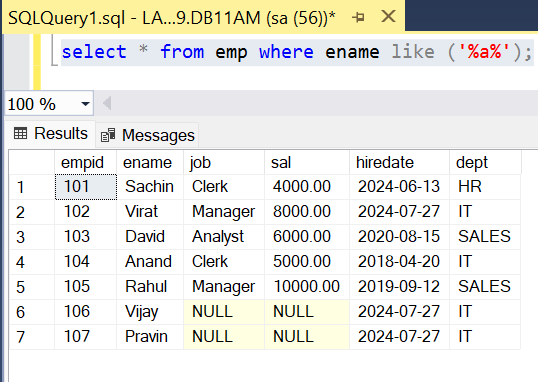 SQLQuery1.sql - LA...9.DB11AM (sa (56))*
select * from emp where ename like ('%a%');
100 %
Results Messages
empid ename job sal hiredate dept
1 101 Sachin Clerk 4000.00 2024-06-13 HR
2 102 Virat Manager 8000.00 2024-07-27 IT
3 103 David Analyst 6000.00 2020-08-15 SALES
4 104 Anand Clerk 5000.00 2018-04-20 IT
5 105 Rahul Manager 10000.00 2019-09-12 SALES
6 106 Vijay NULL NULL 2024-07-27 IT
7 107 Pravin NULL NULL 2024-07-27 IT